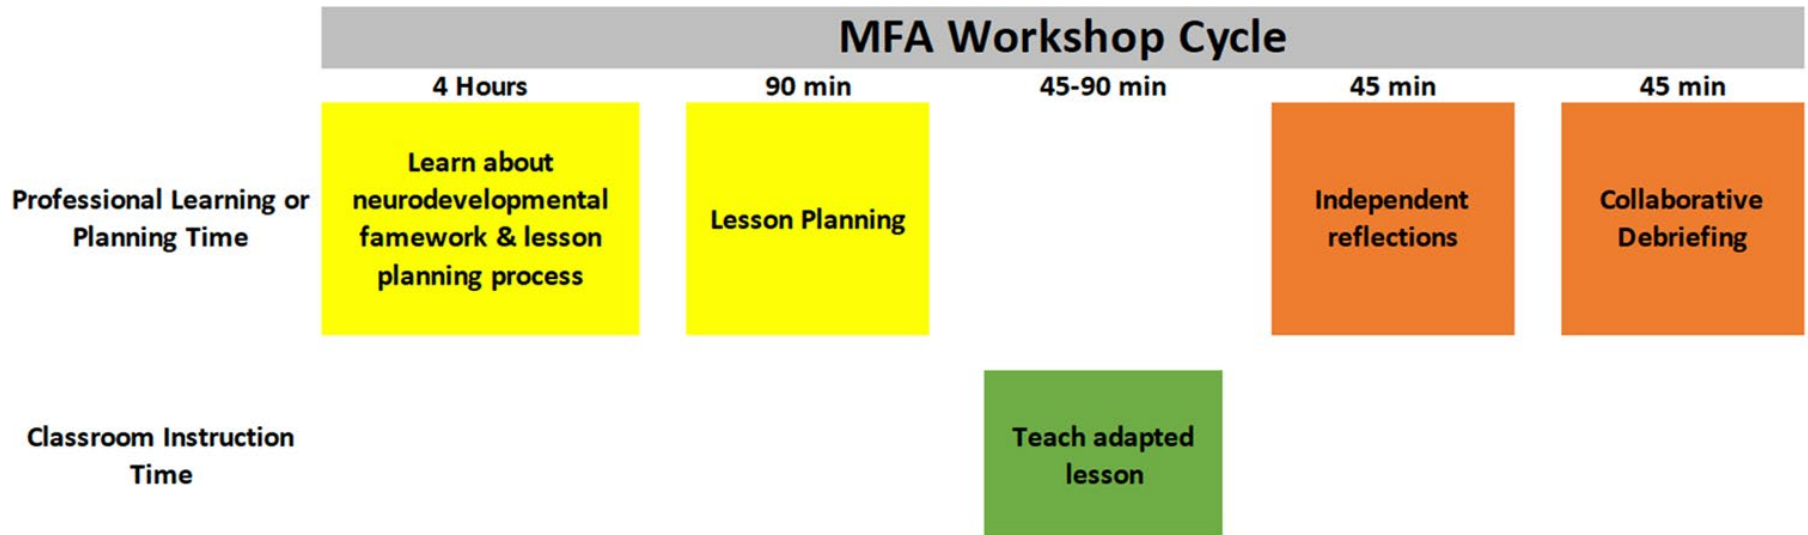 MFA Workshop Cycle
4 Hours
90 min
45-90 min
45 min
45 min
Professional Learning or
Planning Time
Learn about
neurodevelopmental
famework & lesson
planning process
Lesson Planning
Independent
reflections
Collaborative
Debriefing
Classroom Instruction
Time
Teach adapted
lesson